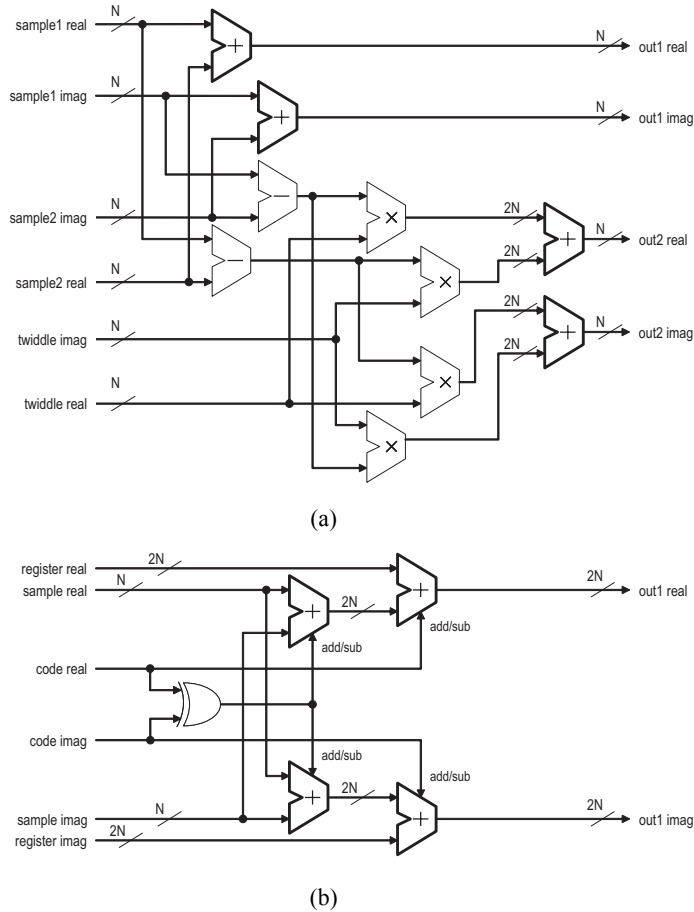 sample1 real
N
N
out1 real
sample1 imag
N
N
out1 imag
sample2 imag
N
2N
N
out2 real
sample2 real
N
2N
twiddle imag
N
2N
N
out2 imag
2N
twiddle real
N
(a)
register real
2N
sample real
N
2N
2N
out1 real
add/sub
add/sub
code real
code imag
add/sub
add/sub
sample imag
N
2N
2N
out1 imag
register imag
2N
(b)